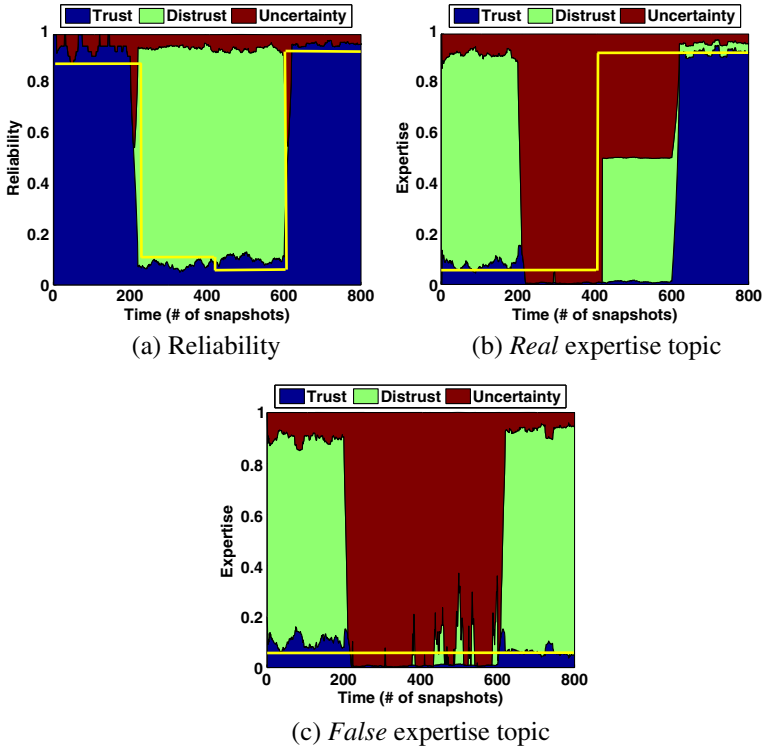 Trust Distrust Uncertainty
1
0.8
0.6
0.4
0.2
0
Reliability
0 200 400 600 800
Time (# of snapshots)
(a) Reliability
Trust Distrust Uncertainty
1
0.8
0.6
0.4
0.2
0
Expertise
0 200 400 600 800
Time (# of snapshots)
(b) Real expertise topic
Trust Distrust Uncertainty
1
0.8
0.6
0.4
0.2
0
Expertise
0 200 400 600 800
Time (# of snapshots)
(c) False expertise topic